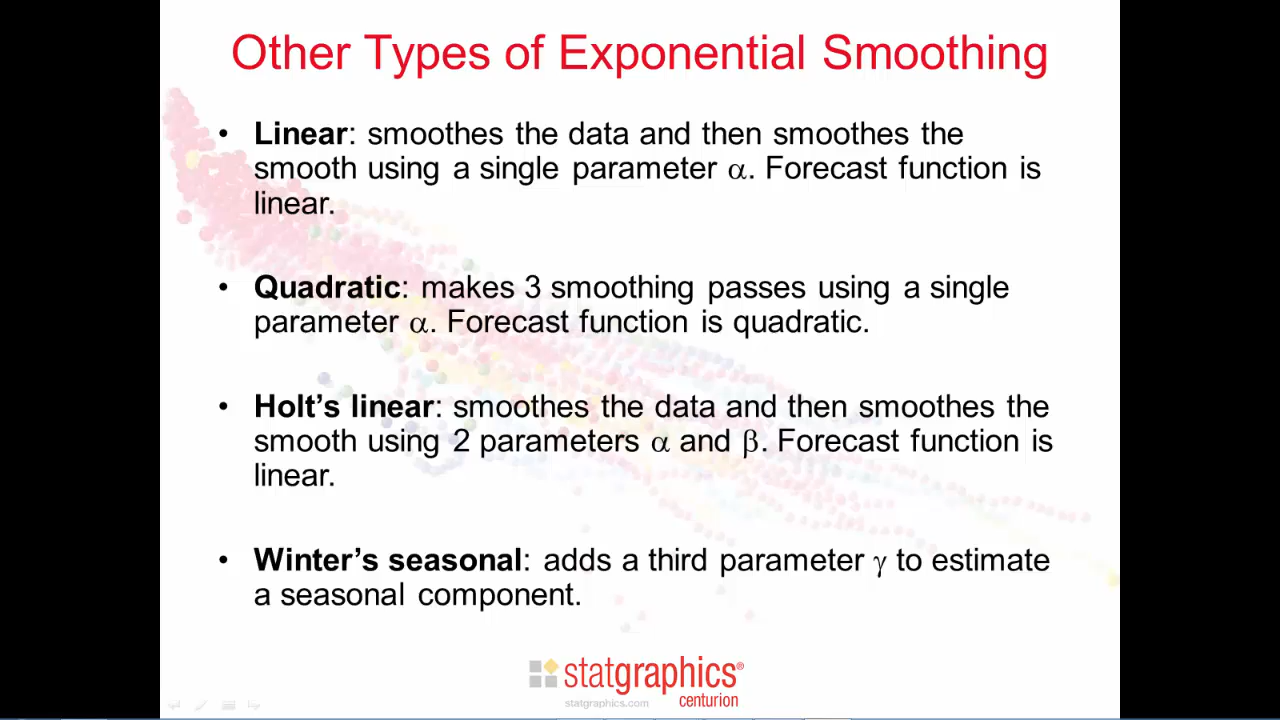 Other Types of Exponential Smoothing
• Linear: smoothes the data and then smoothes the
smooth using a single parameter α. Forecast function is
linear.
• Quadratic: makes 3 smoothing passes using a single
parameter α. Forecast function is quadratic.
• Holt’s linear: smoothes the data and then smoothes the
smooth using 2 parameters α and β. Forecast function is
linear.
• Winter’s seasonal: adds a third parameter γ to estimate
a seasonal component.
statgraphics®
statgraphics.com centurion